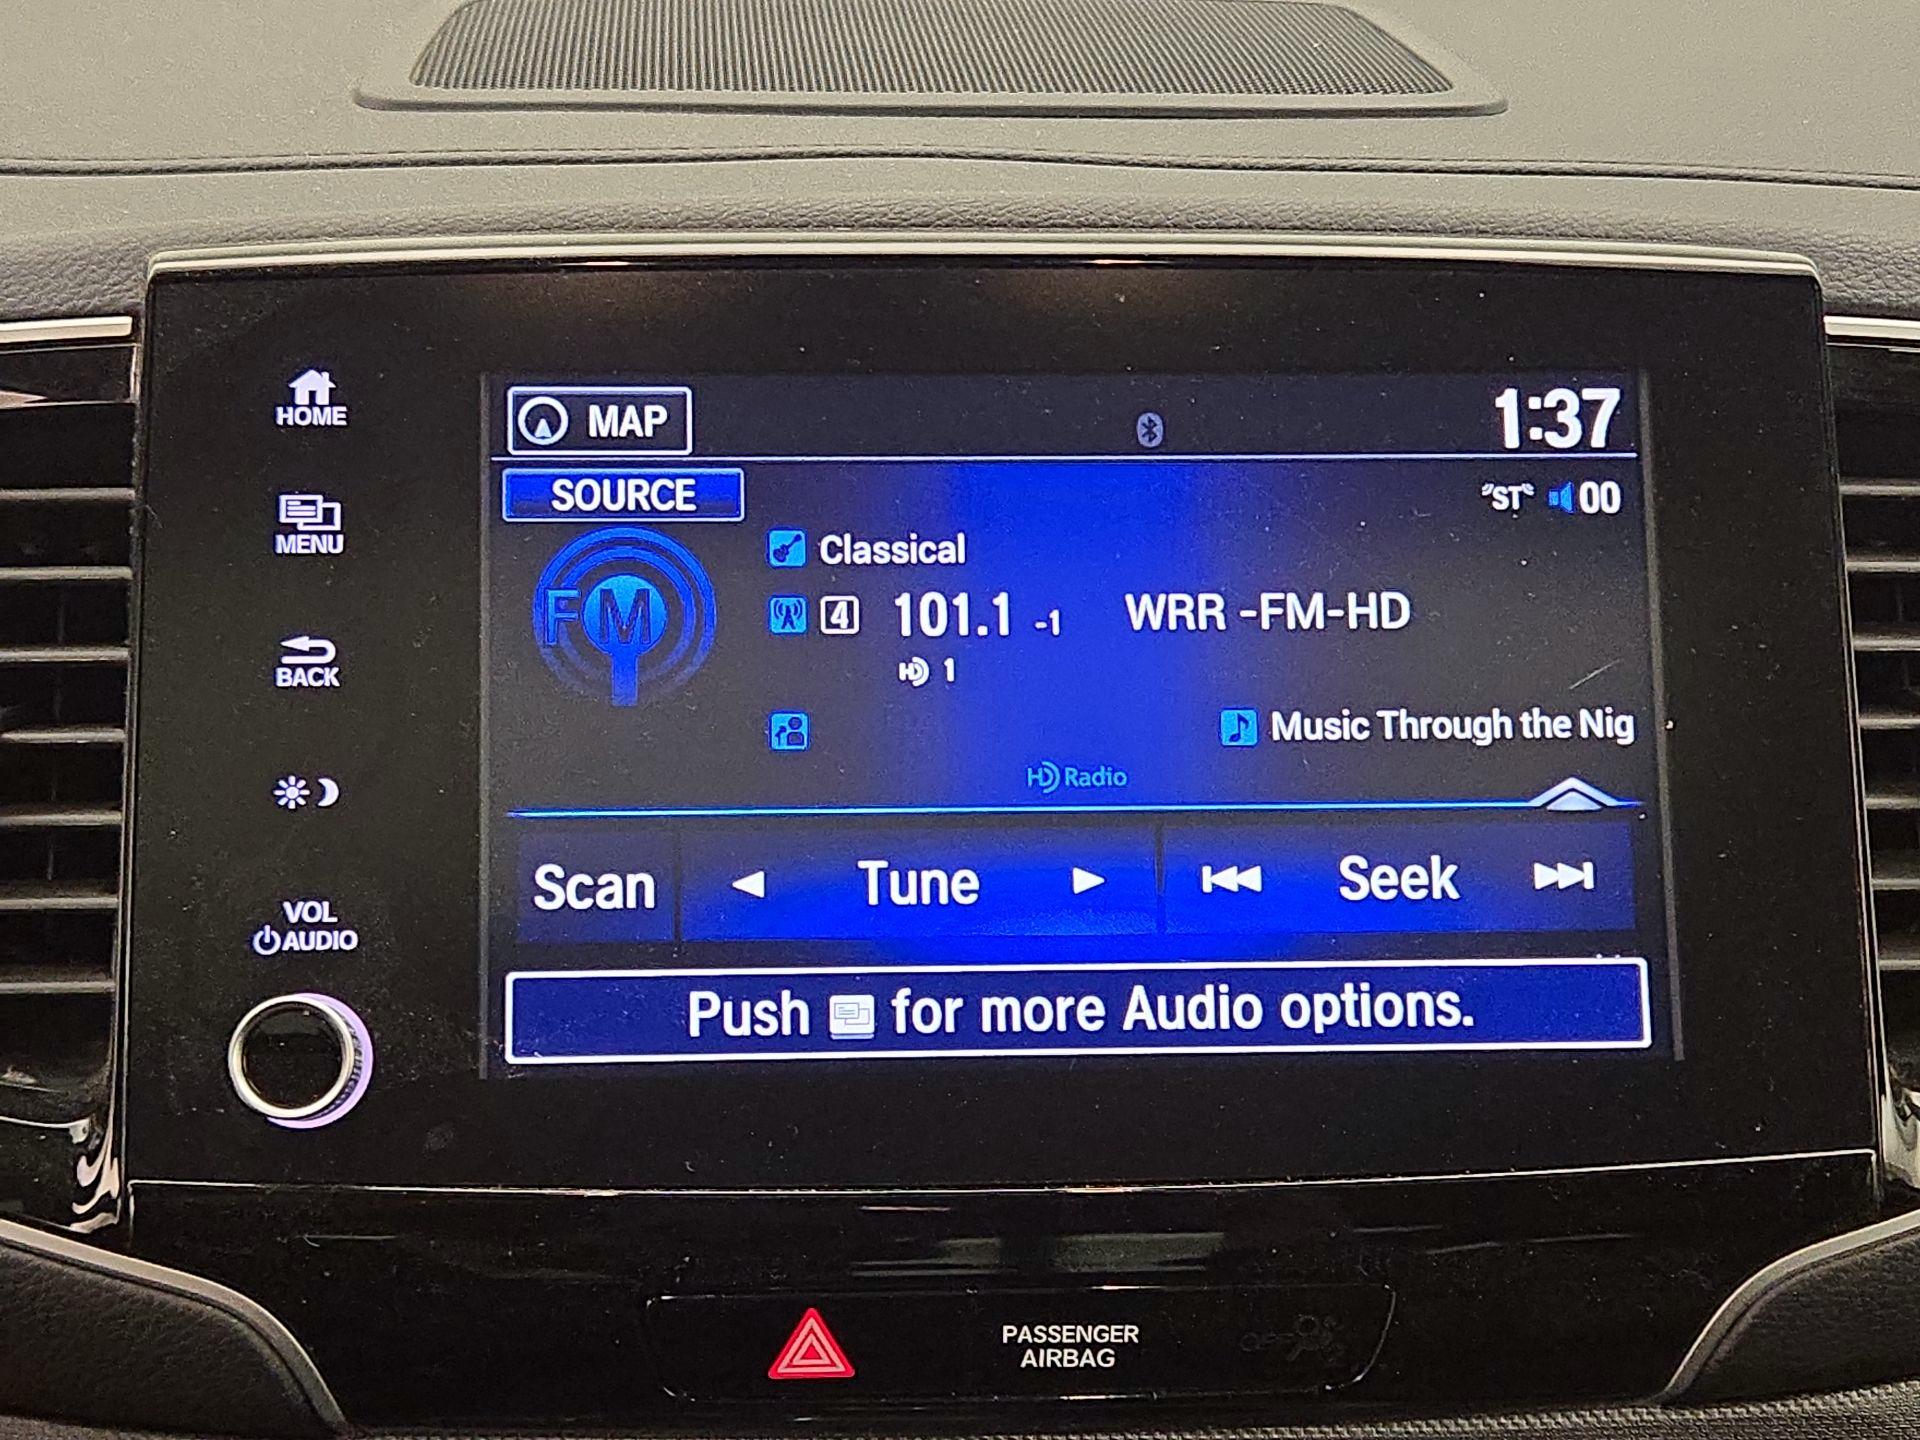 HOME
MENU
BACK
VOL
AUDIO
MAP
1:37
SOURCE
"ST" 00
FM
Classical
4 101.1 -1 WRR -FM-HD
HD 1
Music Through the Nig
HD Radio
Scan Tune Seek
Push for more Audio options.
PASSENGER
AIRBAG
OFF